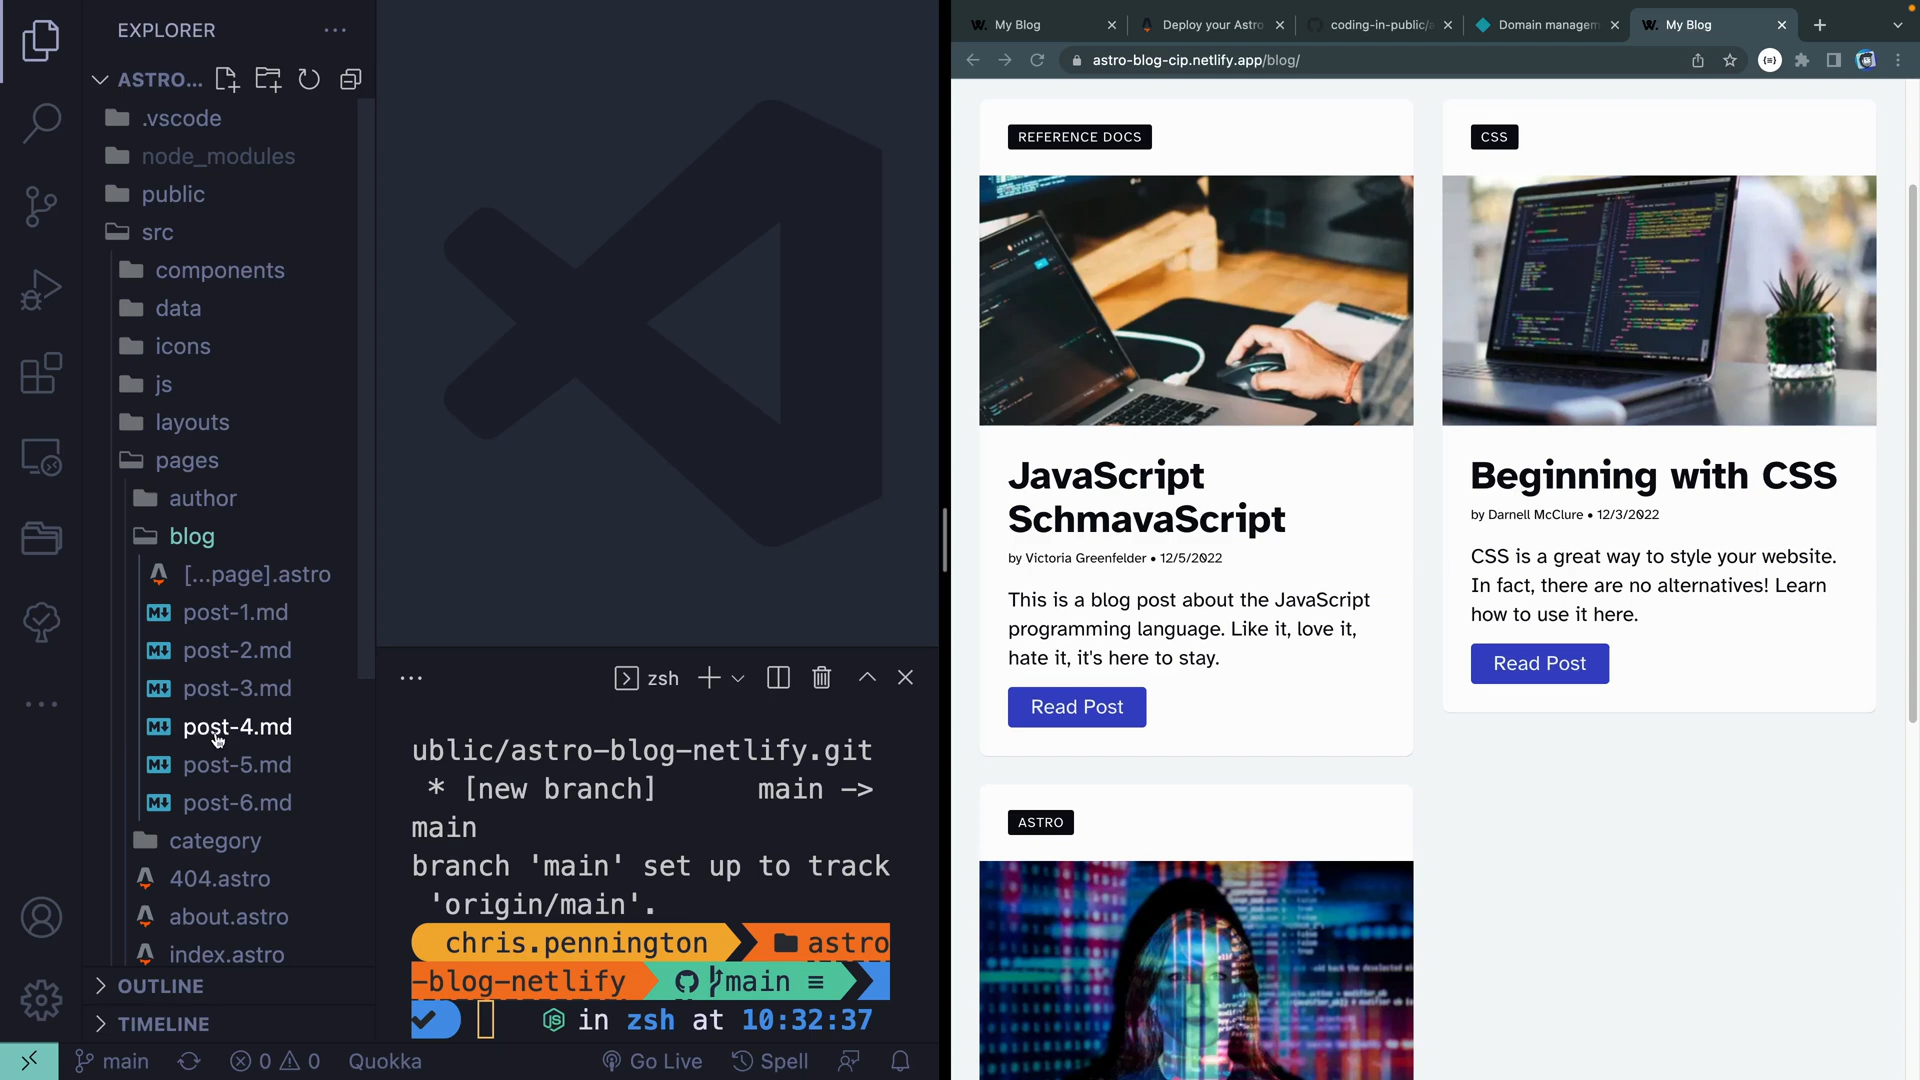 EXPLORER
ASTRO...
.vscode
node_modules
public
src
components
data
icons
js
layouts
pages
author
blog
[...page].astro
post-1.md
post-2.md
post-3.md
post-4.md
post-5.md
post-6.md
category
404.astro
about.astro
index.astro
OUTLINE
TIMELINE
zsh
ublic/astro-blog-netlify.git
* [new branch] main ->
main
branch 'main' set up to track
'origin/main'.
chris.pennington astro
-blog-netlify main ≡
in zsh at 10:32:37
main 0 0 Quokka Go Live Spell
My Blog
Deploy your Astro
coding-in-public/a
Domain managem
My Blog
astro-blog-cip.netlify.app/blog/
REFERENCE DOCS
JavaScript
SchmavaScript
by Victoria Greenfelder • 12/5/2022
This is a blog post about the JavaScript
programming language. Like it, love it,
hate it, it's here to stay.
Read Post
CSS
Beginning with CSS
by Darnell McClure • 12/3/2022
CSS is a great way to style your website.
In fact, there are no alternatives! Learn
how to use it here.
Read Post
ASTRO